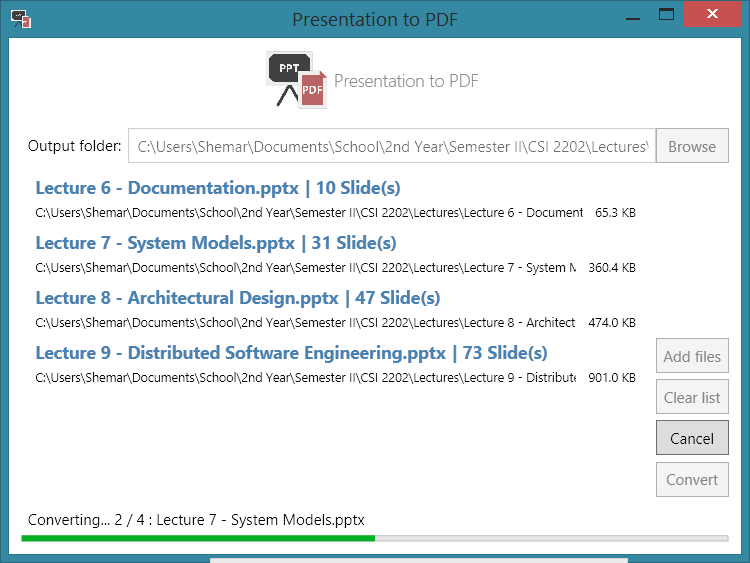 Presentation to PDF
PPT
PDF
Presentation to PDF
Output folder: C:\Users\Shemar\Documents\School\2nd Year\Semester II\CSI 2202\Lectures\ Browse
Lecture 6 - Documentation.pptx | 10 Slide(s)
C:\Users\Shemar\Documents\School\2nd Year\Semester II\CSI 2202\Lectures\Lecture 6 - Document 65.3 KB
Lecture 7 - System Models.pptx | 31 Slide(s)
C:\Users\Shemar\Documents\School\2nd Year\Semester II\CSI 2202\Lectures\Lecture 7 - System M 360.4 KB
Lecture 8 - Architectural Design.pptx | 47 Slide(s)
C:\Users\Shemar\Documents\School\2nd Year\Semester II\CSI 2202\Lectures\Lecture 8 - Architect 474.0 KB
Lecture 9 - Distributed Software Engineering.pptx | 73 Slide(s)
C:\Users\Shemar\Documents\School\2nd Year\Semester II\CSI 2202\Lectures\Lecture 9 - Distribute 901.0 KB
Add files
Clear list
Cancel
Convert
Converting... 2 / 4 : Lecture 7 - System Models.pptx